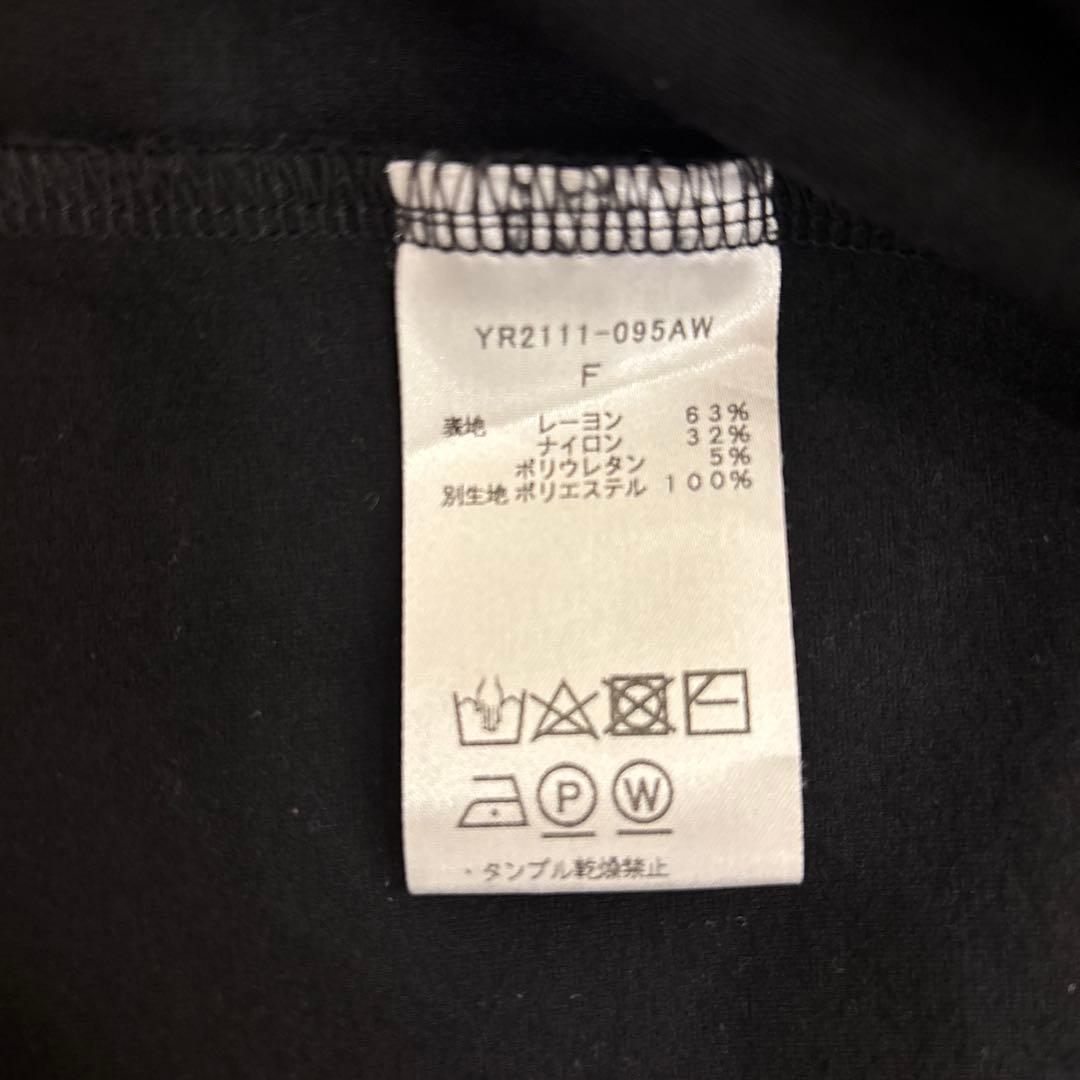 YR2111-095AW
F
表地 レーヨン 63%
ナイロン 32%
ポリウレタン 5%
別生地 ポリエステル 100%
P W
・タンブル乾燥禁止